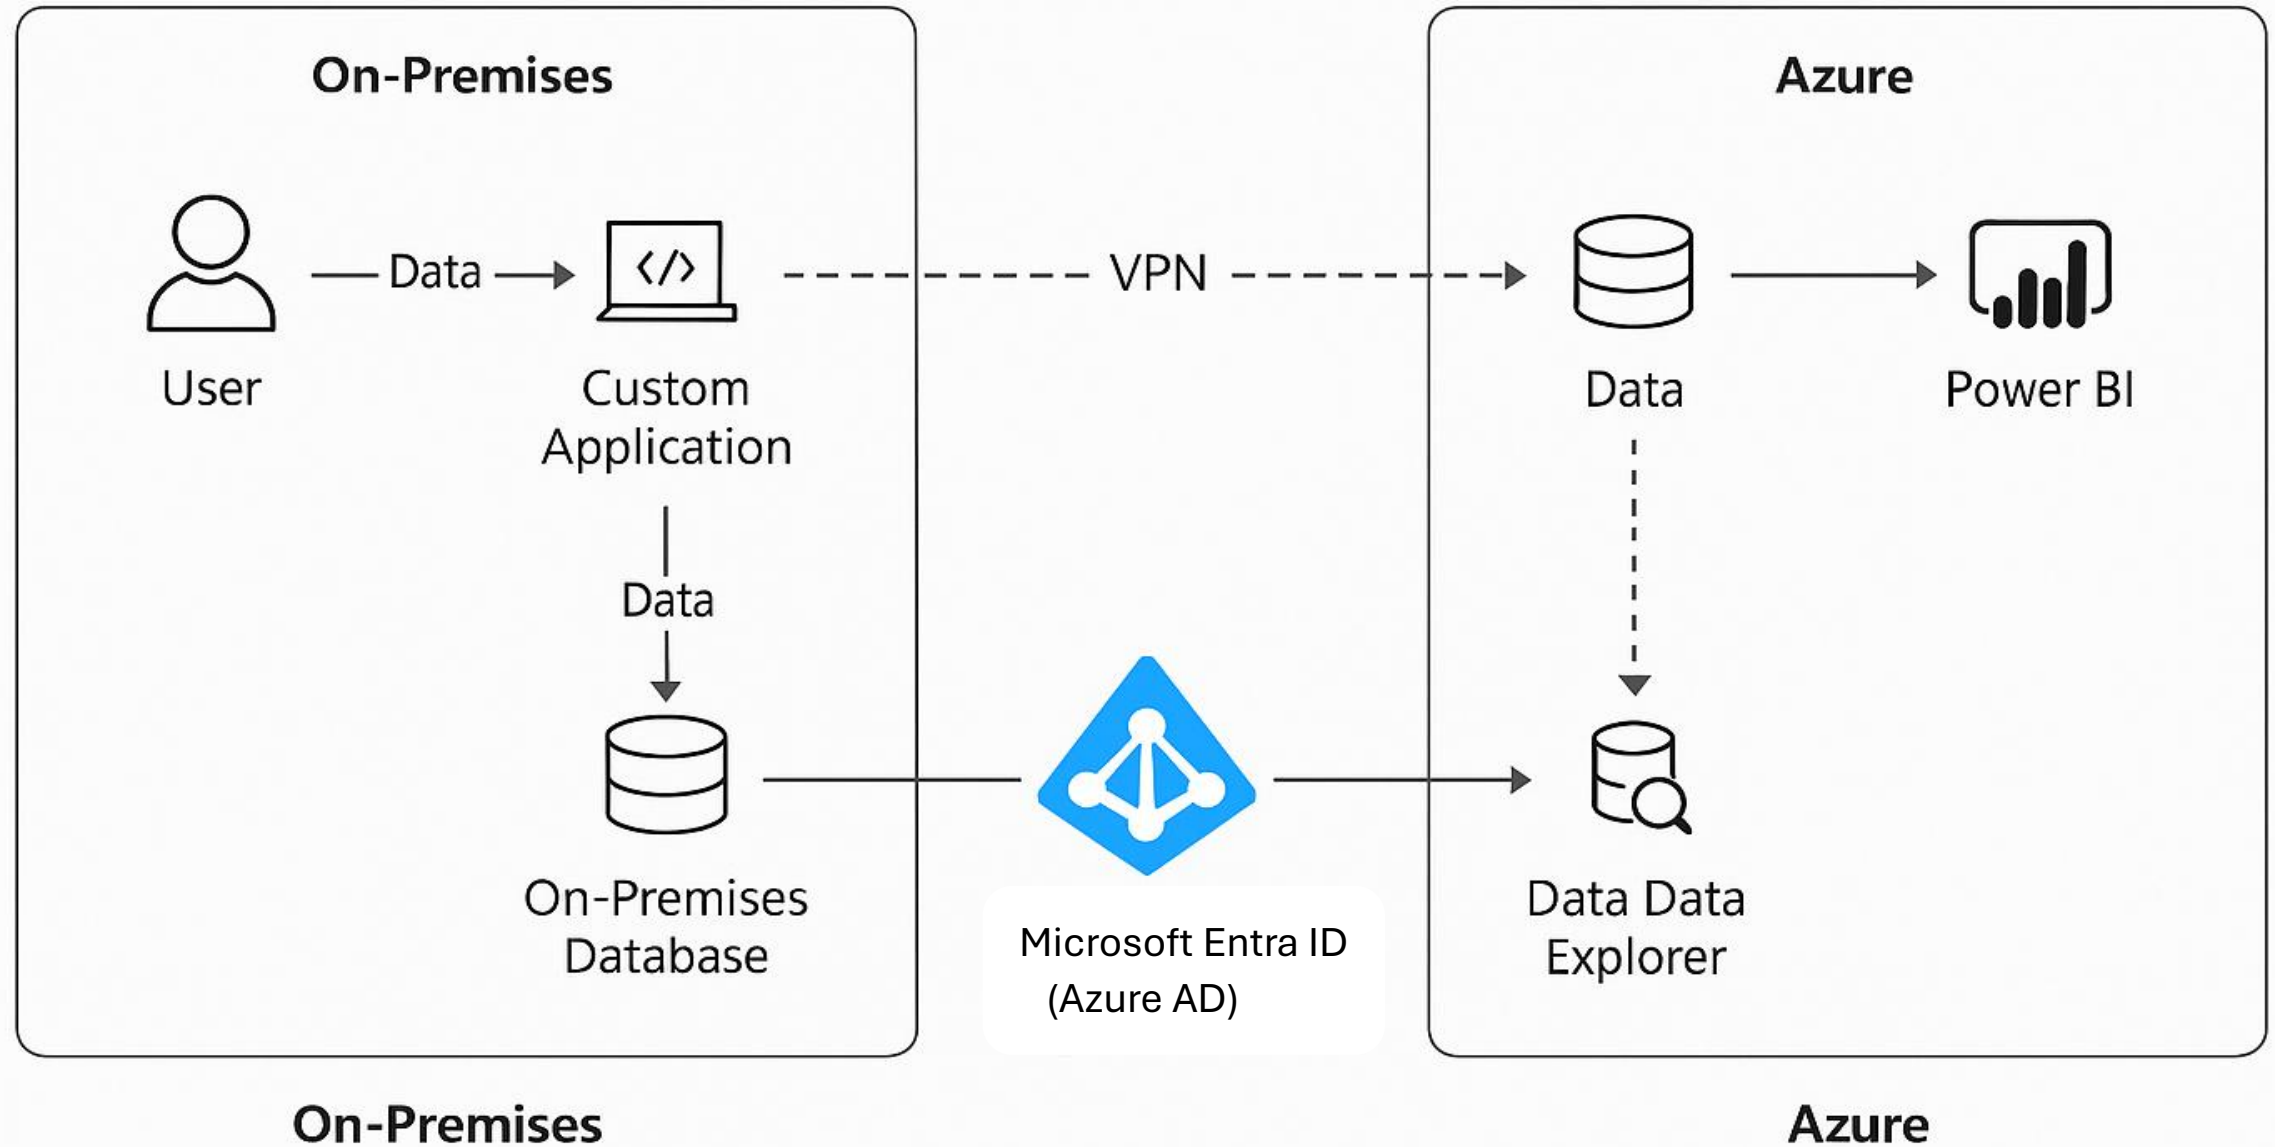 On-Premises
Azure
Data
</>
VPN
User
Custom
Application
Data
Power BI
Data
On-Premises
Database
Microsoft Entra ID
(Azure AD)
Data Data
Explorer
On-Premises
Azure